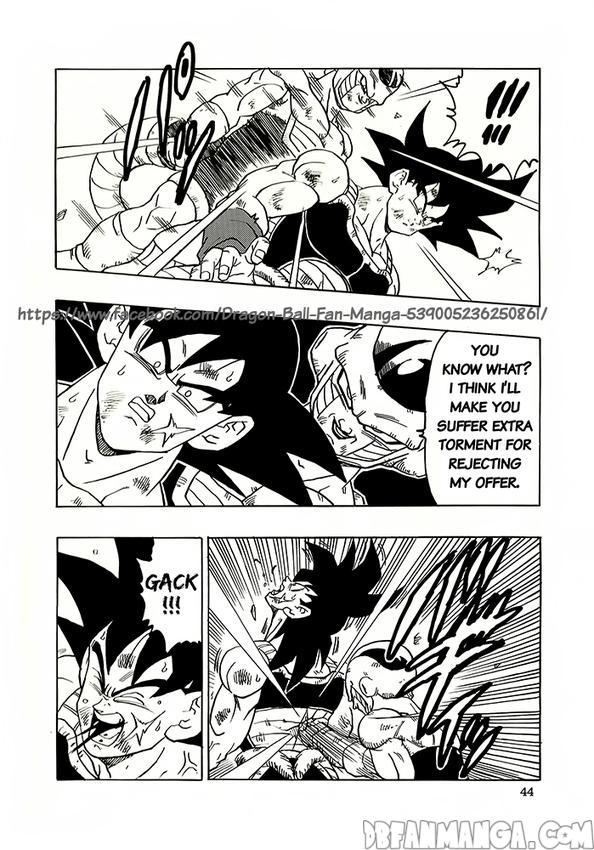 !!!
!!
https://www.facebook.com/Dragon-Ball-Fan-Manga-539005236250861/
YOU
KNOW WHAT?
I THINK I'LL
MAKE YOU
SUFFER EXTRA
TORMENT FOR
REJECTING
MY OFFER.
GACK
!!!
44
DBFANMANGA.COM